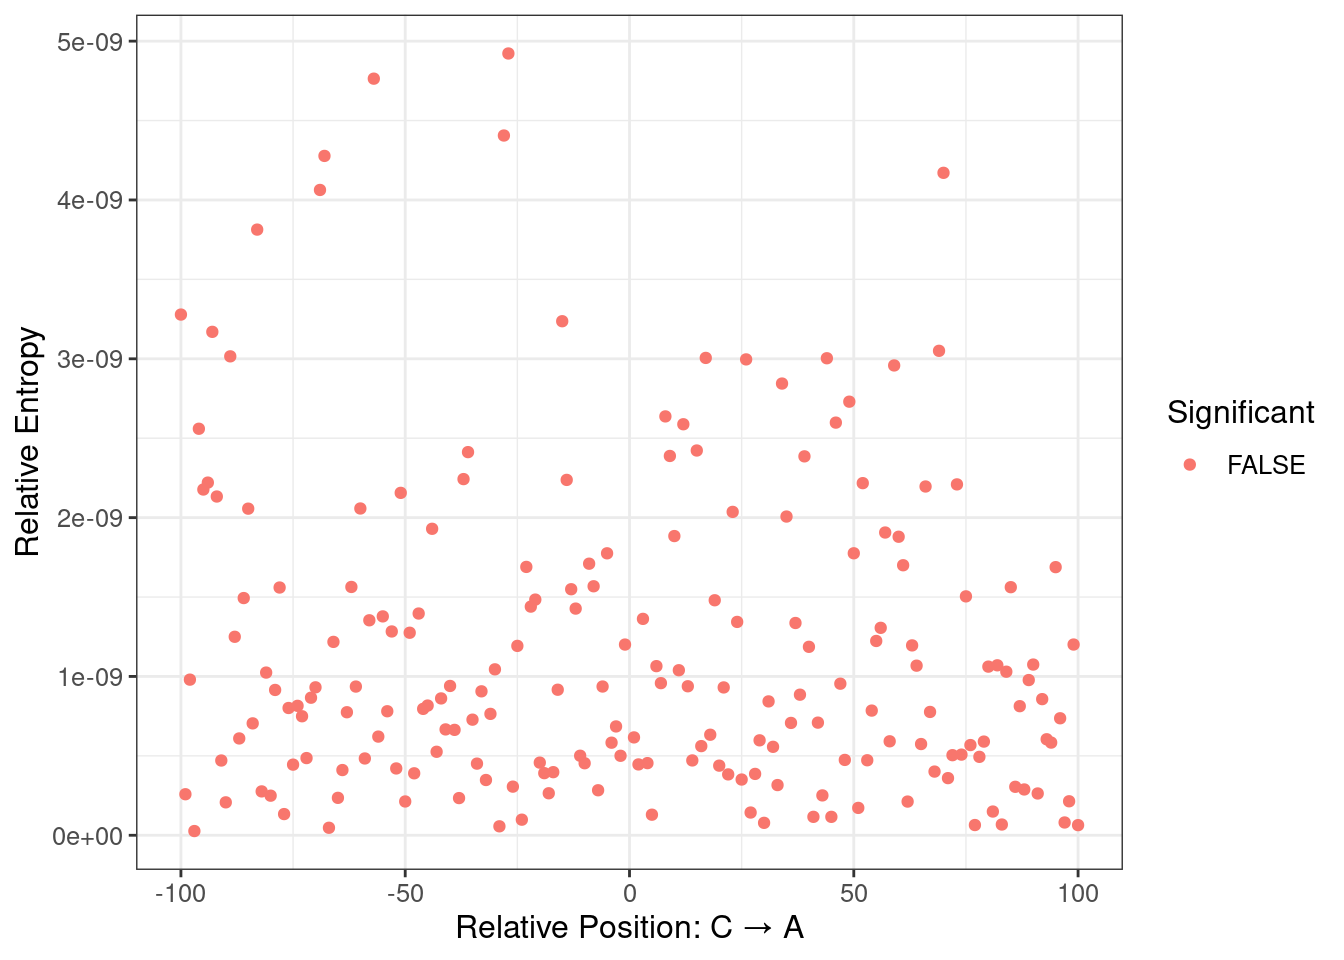 5e-09
4e-09
3e-09
2e-09
1e-09
0e+00
Relative Entropy
-100
-50
0
50
100
Relative Position: C → A
Significant
FALSE